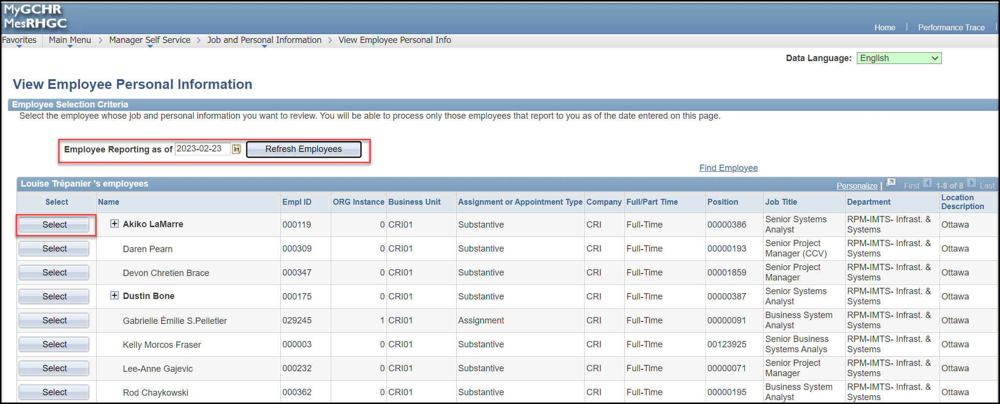 MyGCHR
MesRHGC
Home | Performance Trace |
Favorites Main Menu > Manager Self Service > Job and Personal Information > View Employee Personal Info
Data Language: English
View Employee Personal Information
Employee Selection Criteria
Select the employee whose job and personal information you want to review. You will be able to process only those employees that report to you as of the date entered on this page.
Employee Reporting as of 2023-02-23 31 Refresh Employees
Find Employee
Louise Trépanier 's employees Personalize | First 1-8 of 8 Last
Select Name Empl ID ORG Instance Business Unit Assignment or Appointment Type Company Full/Part Time Position Job Title Department Location Description
Select Akiko LaMarre 000119 0 CRI01 Substantive CRI Full-Time 00000386 Senior Systems Analyst RPM-IMTS- Infrast. & Systems Ottawa
Select Daren Pearn 000309 0 CRI01 Substantive CRI Full-Time 00000193 Senior Project Manager (CCV) RPM-IMTS- Infrast. & Systems Ottawa
Select Devon Chretien Brace 000347 0 CRI01 Substantive CRI Full-Time 00001859 Senior Project Manager RPM-IMTS- Infrast. & Systems Ottawa
Select Dustin Bone 000175 0 CRI01 Substantive CRI Full-Time 00000387 Senior Systems Analyst RPM-IMTS- Infrast. & Systems Ottawa
Select Gabrielle Émilie S.Pelletier 029245 1 CRI01 Assignment CRI Full-Time 00000091 Business System Analyst RPM-IMTS- Infrast. & Systems Ottawa
Select Kelly Morcos Fraser 000003 0 CRI01 Substantive CRI Full-Time 00123925 Senior Business Systems Analys RPM-IMTS- Infrast. & Systems Ottawa
Select Lee-Anne Gajevic 000232 0 CRI01 Substantive CRI Full-Time 00000071 Senior Project Manager RPM-IMTS- Infrast. & Systems Ottawa
Select Rod Chaykowski 000362 0 CRI01 Substantive CRI Full-Time 00000195 Business System Analyst RPM-IMTS- Infrast. & Systems Ottawa